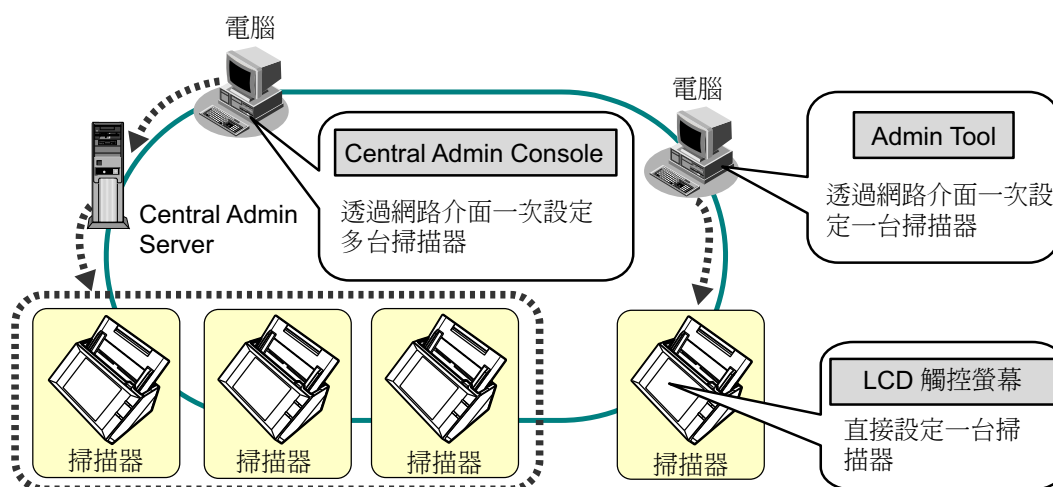 電腦
電腦
Central Admin Console
透過網路介面一次設定
多台掃描器
Admin Tool
透過網路介面一次設
定一台掃描器
Central Admin
Server
掃描器
掃描器
掃描器
掃描器
LCD 觸控螢幕
直接設定一台掃
描器